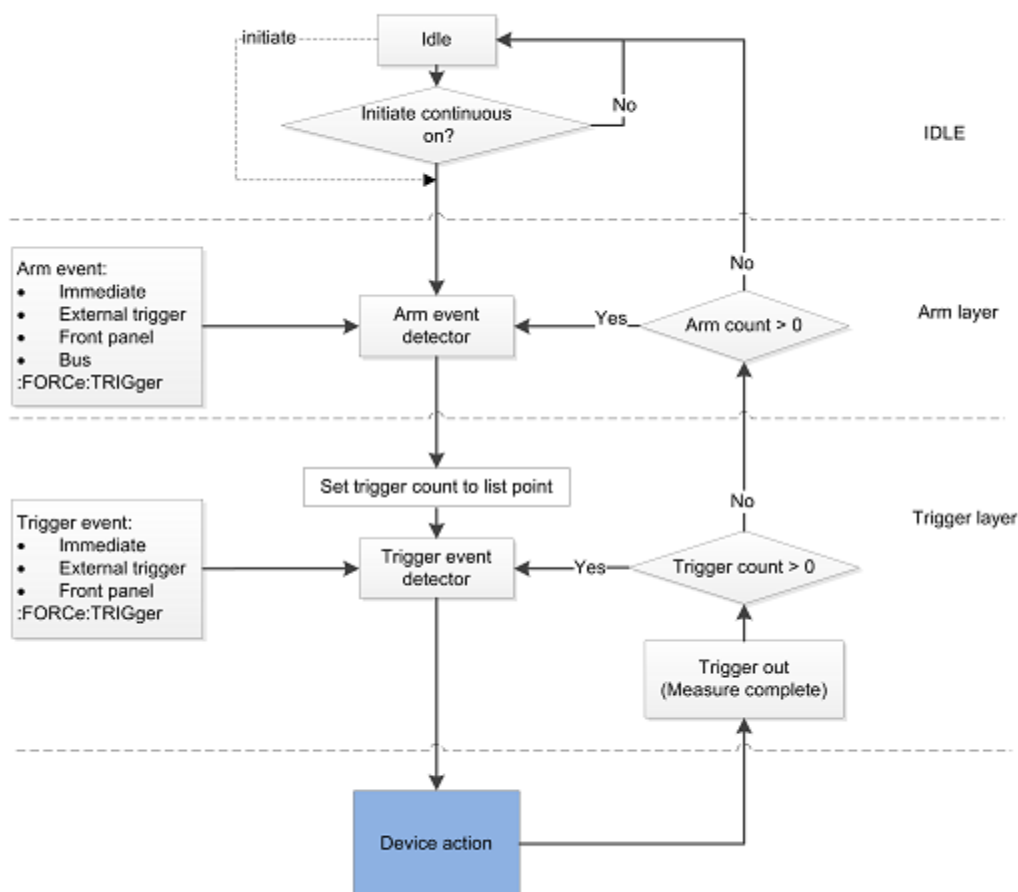 initiate
Idle
No
Initiate continuous
on?
IDLE
No
Arm event:
• Immediate
• External trigger
• Front panel
• Bus
:FORCe:TRIGger
Arm event
detector
Yes
Arm count > 0
Arm layer
Set trigger count to list point
No
Trigger layer
Trigger event:
• Immediate
• External trigger
• Front panel
:FORCe:TRIGger
Trigger event
detector
Yes
Trigger count > 0
Trigger out
(Measure complete)
Device action